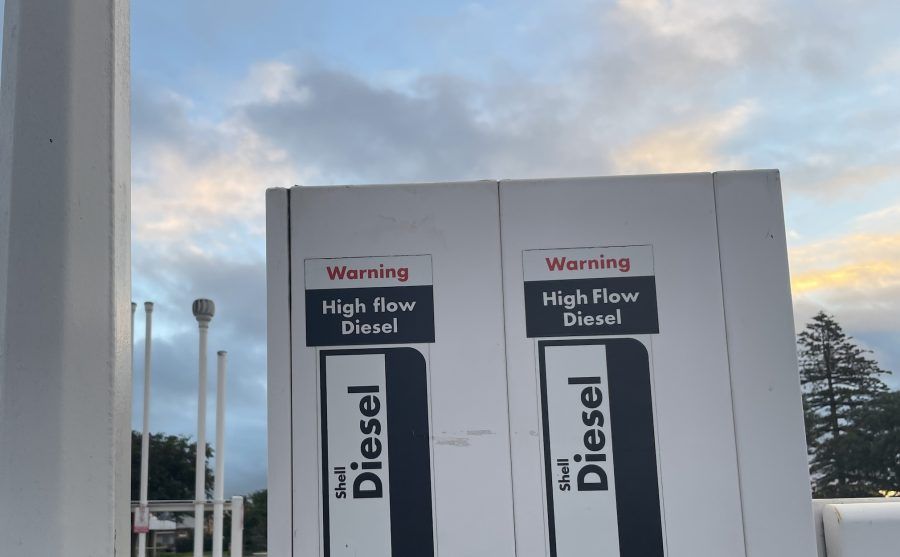 Warning
High flow
Diesel
Shell
Diesel
Warning
High Flow
Diesel
Shell
Diesel